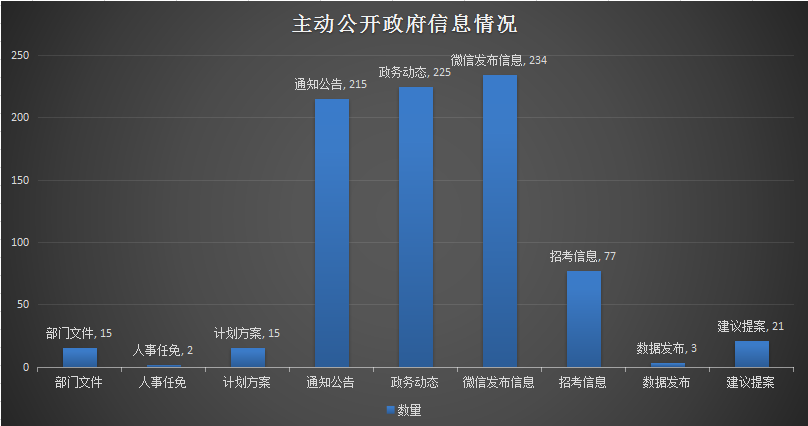 主动公开政府信息情况
250
200
150
100
50
0
部门文件, 15
人事任免, 2
计划方案, 15
通知公告, 215
政务动态, 225
微信发布信息, 234
招考信息, 77
数据发布, 3
建议提案, 21
部门文件
人事任免
计划方案
通知公告
政务动态
微信发布信息
招考信息
数据发布
建议提案
数量